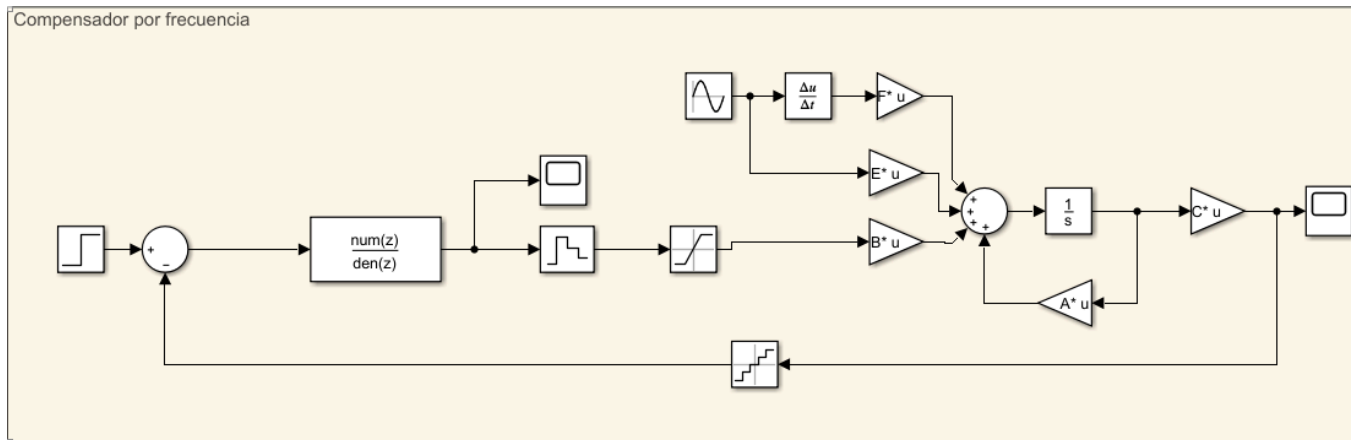 Compensador por frecuencia
Δu
Δt
F* u
E* u
num(z)
den(z)
B* u
1
s
C* u
A* u